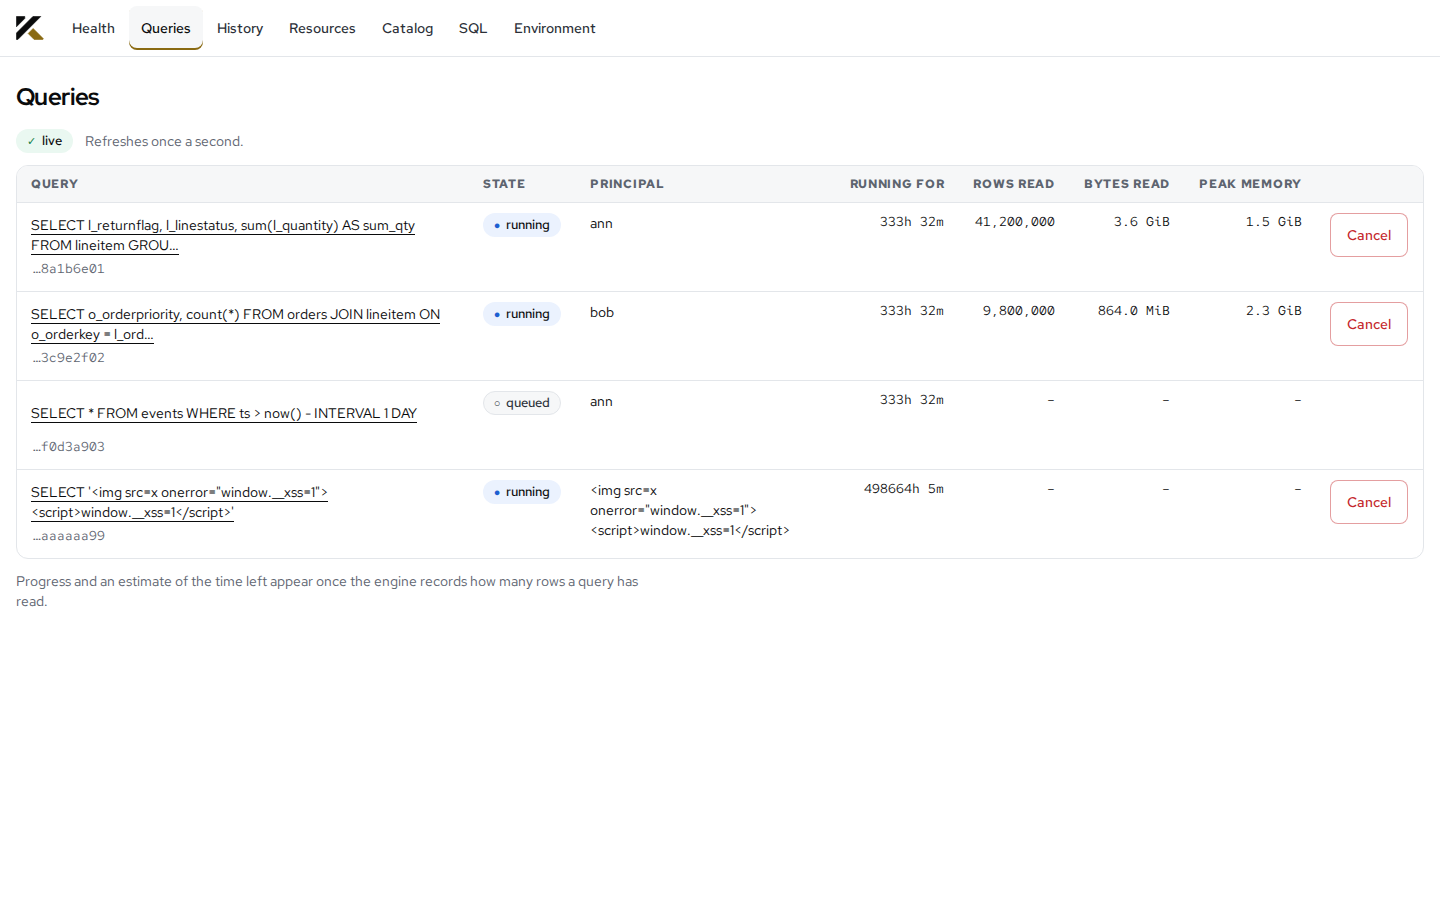 Health Queries History Resources Catalog SQL Environment
Queries
✓ live Refreshes once a second.
QUERY STATE PRINCIPAL RUNNING FOR ROWS READ BYTES READ PEAK MEMORY
SELECT l_returnflag, l_linestatus, sum(l_quantity) AS sum_qty
FROM lineitem GROU…
…8a1b6e01
running ann 333h 32m 41,200,000 3.6 GiB 1.5 GiB Cancel
SELECT o_orderpriority, count(*) FROM orders JOIN lineitem ON
o_orderkey = l_ord…
…3c9e2f02
running bob 333h 32m 9,800,000 864.0 MiB 2.3 GiB Cancel
SELECT * FROM events WHERE ts > now() - INTERVAL 1 DAY
…f0d3a903
queued ann 333h 32m – – –
SELECT '<img src=x onerror="window.__xss=1">
<script>window.__xss=1</script>'
…aaaaaa99
running
<img src=x
onerror="window.__xss=1">
<script>window.__xss=1</script>
498664h 5m – – – Cancel
Progress and an estimate of the time left appear once the engine records how many rows a query has
read.